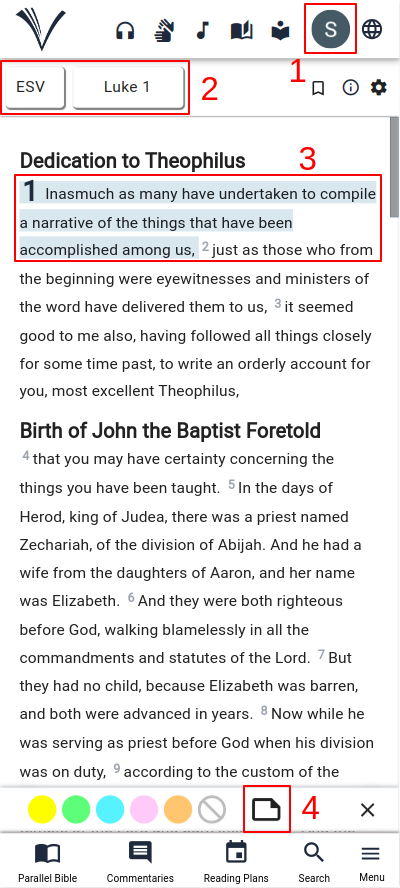 S
1
ESV
Luke 1
2
Dedication to Theophilus
3
1 Inasmuch as many have undertaken to compile
a narrative of the things that have been
accomplished among us, 2 just as those who from
the beginning were eyewitnesses and ministers of
the word have delivered them to us, 3 it seemed
good to me also, having followed all things closely
for some time past, to write an orderly account for
you, most excellent Theophilus,
Birth of John the Baptist Foretold
4 that you may have certainty concerning the
things you have been taught. 5 In the days of
Herod, king of Judea, there was a priest named
Zechariah, of the division of Abijah. And he had a
wife from the daughters of Aaron, and her name
was Elizabeth. 6 And they were both righteous
before God, walking blamelessly in all the
commandments and statutes of the Lord. 7 But
they had no child, because Elizabeth was barren,
and both were advanced in years. 8 Now while he
was serving as priest before God when his division
was on duty, 9 according to the custom of the
4
Parallel Bible
Commentaries
Reading Plans
Search
Menu